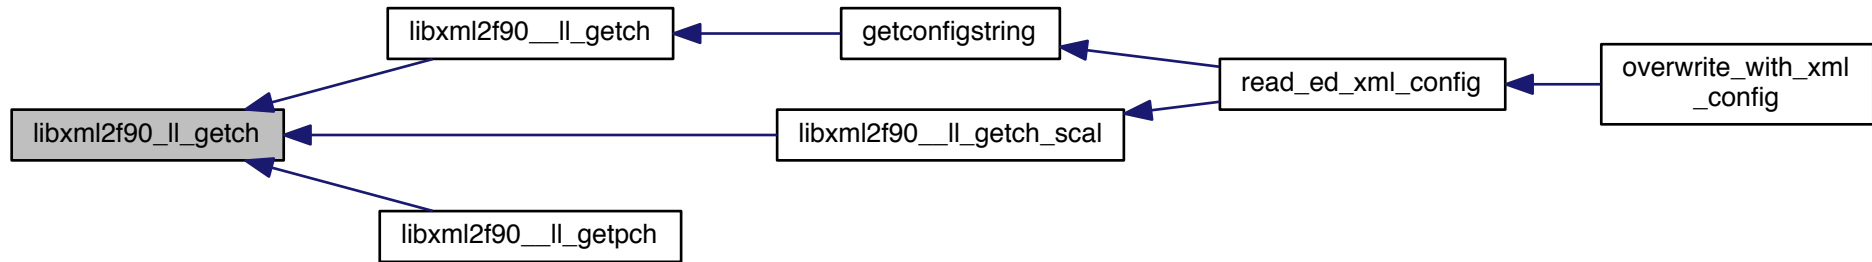 libxml2f90__ll_getch
getconfigstring
overwrite_with_xml
_config
read_ed_xml_config
libxml2f90_ll_getch
libxml2f90__ll_getch_scal
libxml2f90__ll_getpch